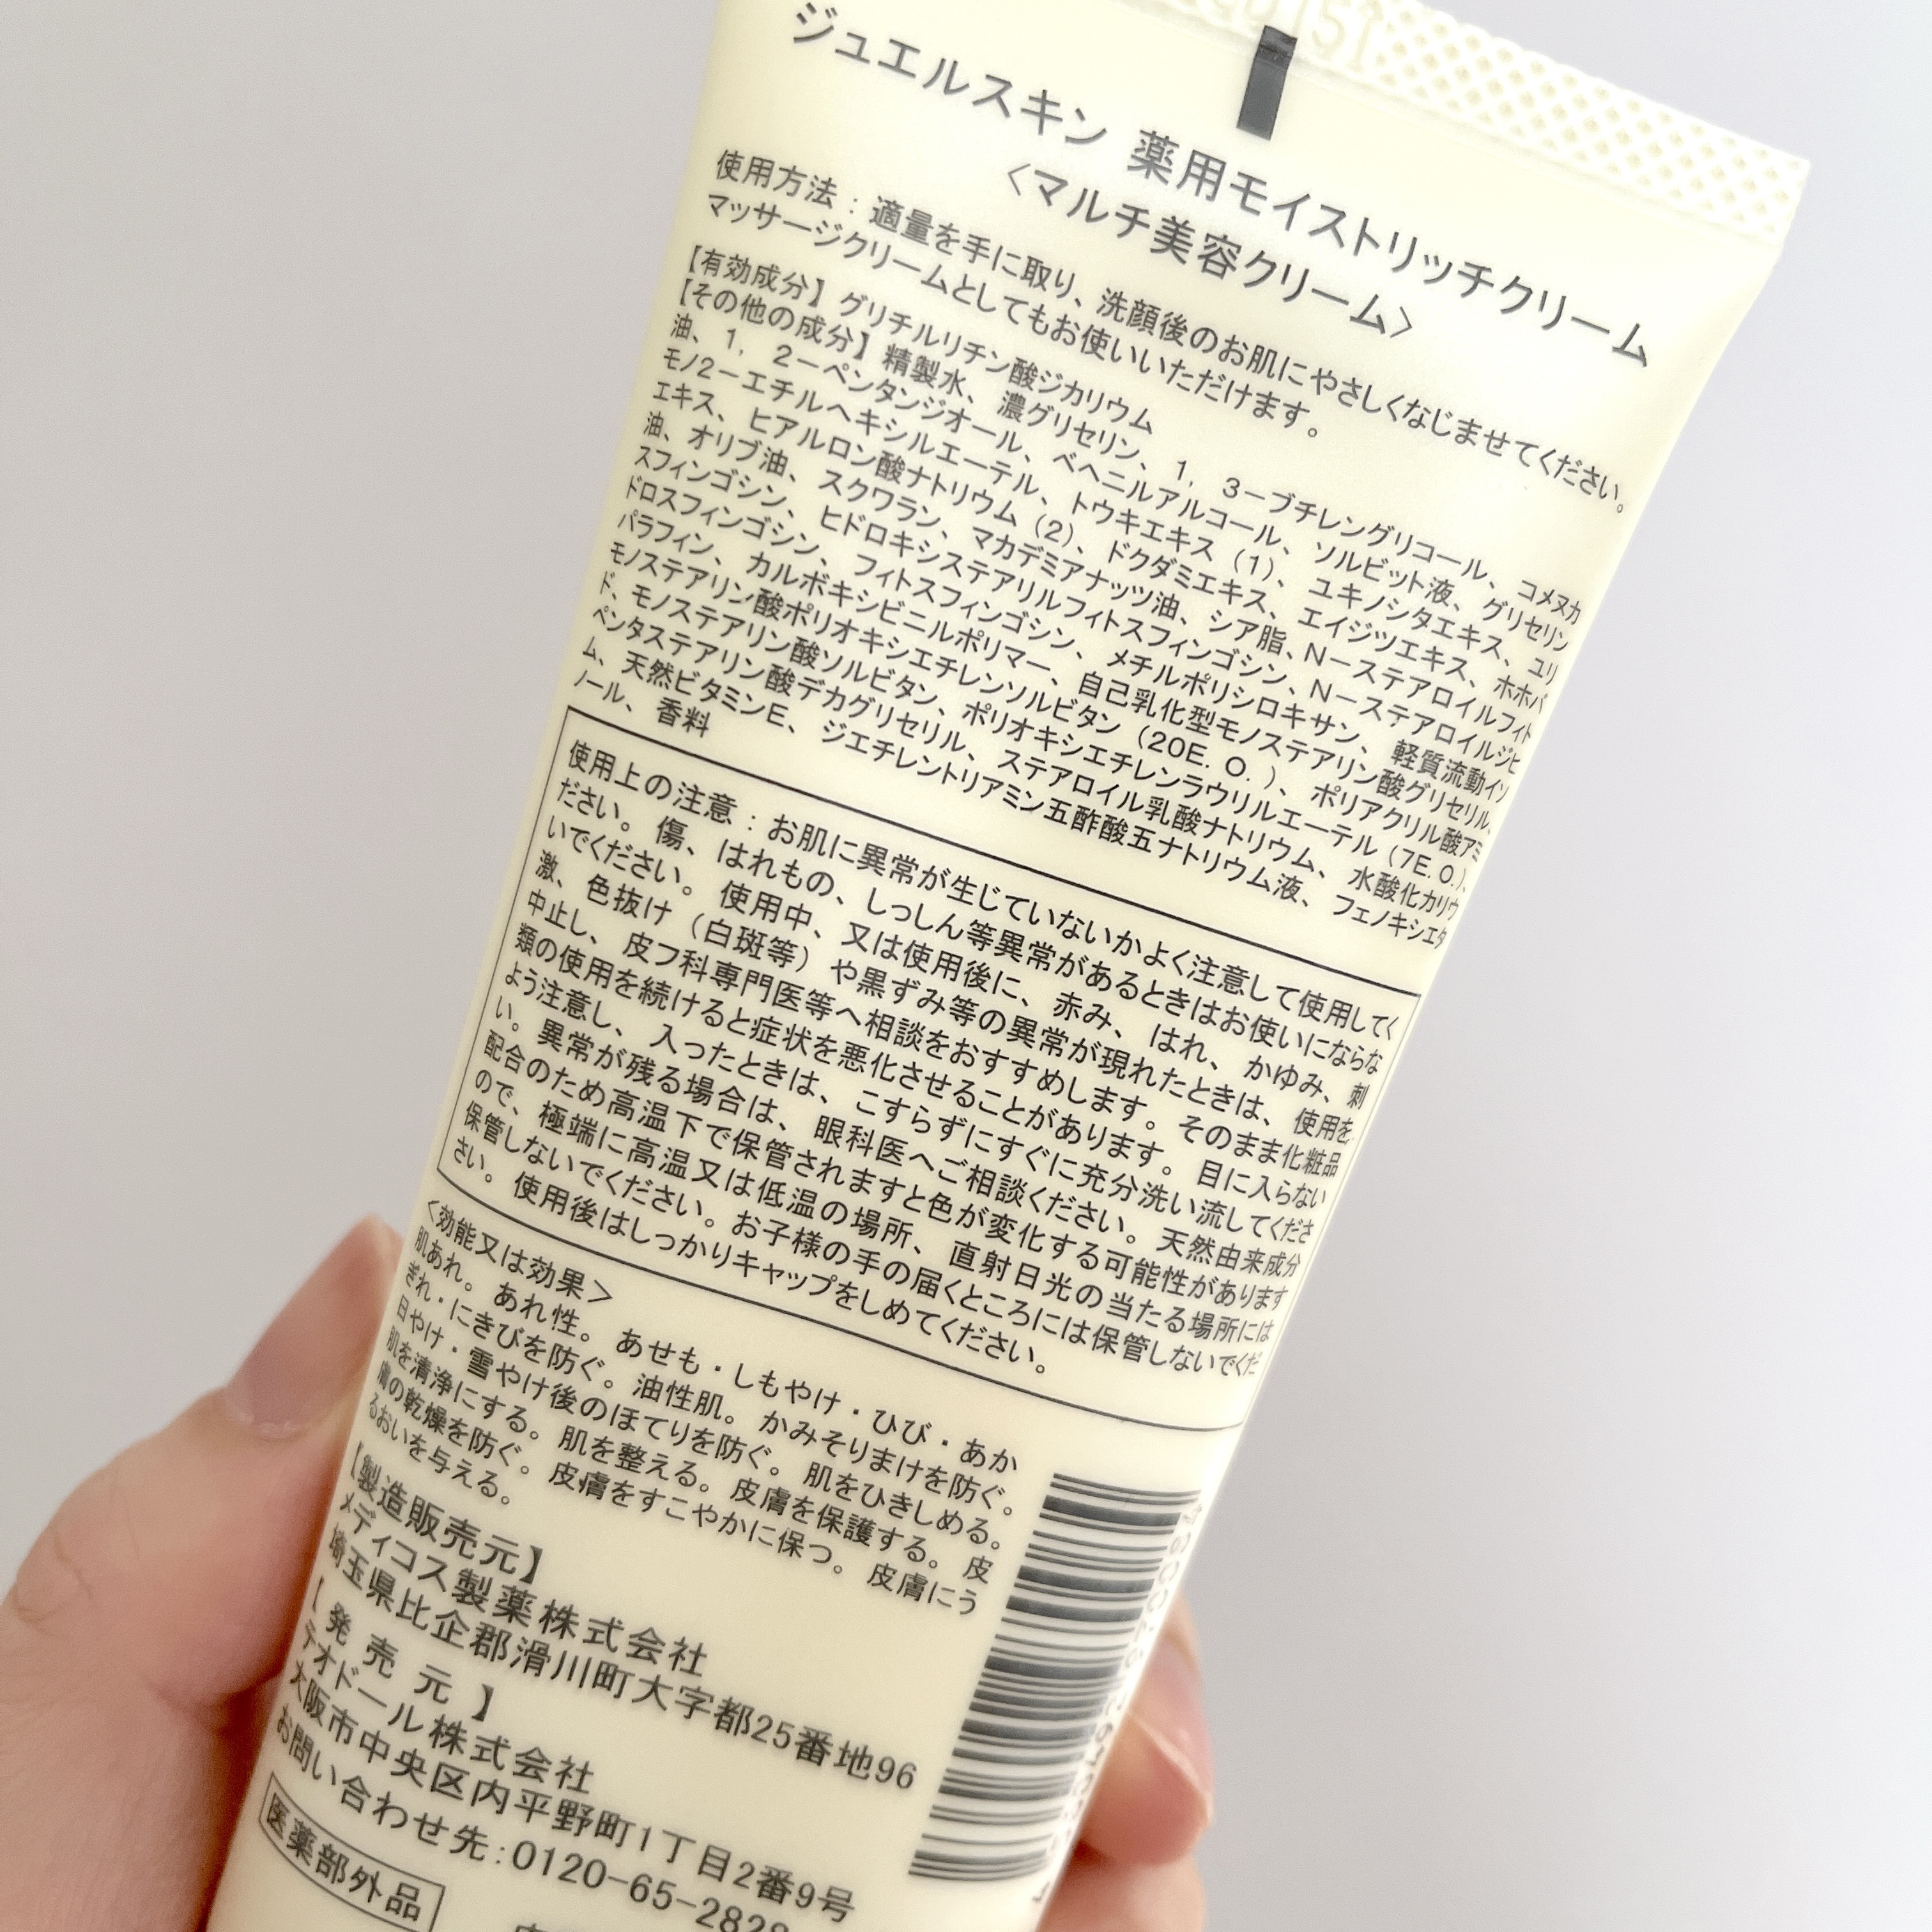 ジュエルスキン 薬用モイストリッチクリーム
<マルチ美容クリーム>
使用方法：適量を手に取り、洗顔後のお肌にやさしくなじませてください。
マッサージクリームとしてもお使いいただけます。
【有効成分】グリチルリチン酸ジカリウム
【その他の成分】精製水、濃グリセリン、1，3－ブチレングリコール、コメヌカ
油、1，2－ペンタンジオール、ベヘニルアルコール、ソルビット液、グリセリン
モノ2－エチルヘキシルエーテル、トウキエキス（1）、ユキノシタエキス、ユリ
エキス、ヒアルロン酸ナトリウム（2）、ドクダミエキス、エイジツエキス、ホホバ
油、オリブ油、スクワラン、マカデミアナッツ油、シア脂、N－ステアロイルフィト
スフィンゴシン、ヒドロキシステアリルフィトスフィンゴシン、N－ステアロイルジヒ
ドロスフィンゴシン、フィトスフィンゴシン、メチルポリシロキサン、軽質流動イソ
パラフィン、カルボキシビニルポリマー、自己乳化型モノステアリン酸グリセリル、
モノステアリン酸ポリオキシエチレンソルビタン（20E．O．）、ポリアクリル酸アミ
ド、モノステアリン酸ソルビタン、ポリオキシエチレンラウリルエーテル（7E．O．）、
ペンタステアリン酸デカグリセリル、ステアロイル乳酸ナトリウム、水酸化カリウ
ム、天然ビタミンE、ジエチレントリアミン五酢酸五ナトリウム液、フェノキシエタ
ノール、香料
使用上の注意：お肌に異常が生じていないかよく注意して使用してく
ださい。傷、はれもの、しっしん等異常があるときはお使いにならな
いでください。使用中、又は使用後に、赤み、はれ、かゆみ、刺
激、色抜け（白斑等）や黒ずみ等の異常が現れたときは、使用を
中止し、皮フ科専門医等へ相談をおすすめします。そのまま化粧品
類の使用を続けると症状を悪化させることがあります。目に入らない
よう注意し、入ったときは、こすらずにすぐに充分洗い流してくださ
い。異常が残る場合は、眼科医へご相談ください。天然由来成分
配合のため高温下で保管されますと色が変化する可能性があります
ので、極端に高温又は低温の場所、直射日光の当たる場所には
保管しないでください。お子様の手の届くところには保管しないでくだ
さい。使用後はしっかりキャップをしめてください。
<効能又は効果>
肌あれ。あれ性。あせも・しもやけ・ひび・あか
ぎれ・にきびを防ぐ。油性肌。かみそりまけを防ぐ。
日やけ・雪やけ後のほてりを防ぐ。肌をひきしめる。
肌を清浄にする。肌を整える。皮膚を保護する。皮
膚の乾燥を防ぐ。皮膚をすこやかに保つ。皮膚にう
るおいを与える。
【製造販売元】
メディコス製薬株式会社
埼玉県比企郡滑川町大字都25番地96
【発売元】
テオドール株式会社
大阪市中央区内平野町1丁目2番9号
お問い合わせ先：0120-65-2828
医薬部外品